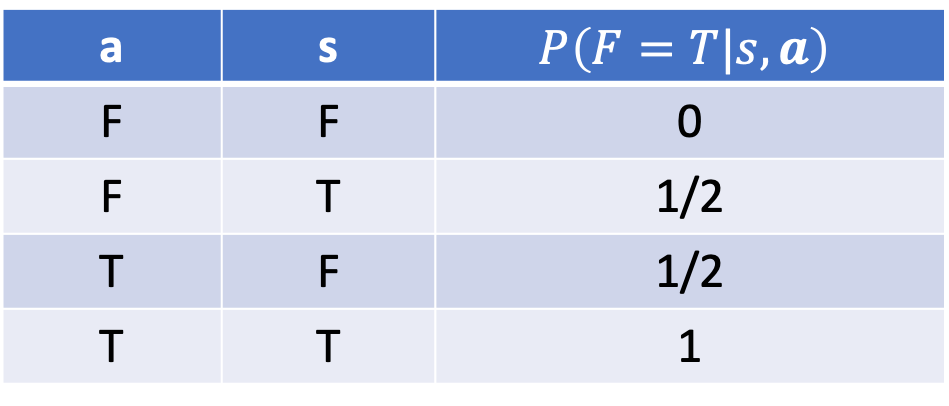 a s P(F = T|s, a)
F F 0
F T 1/2
T F 1/2
T T 1